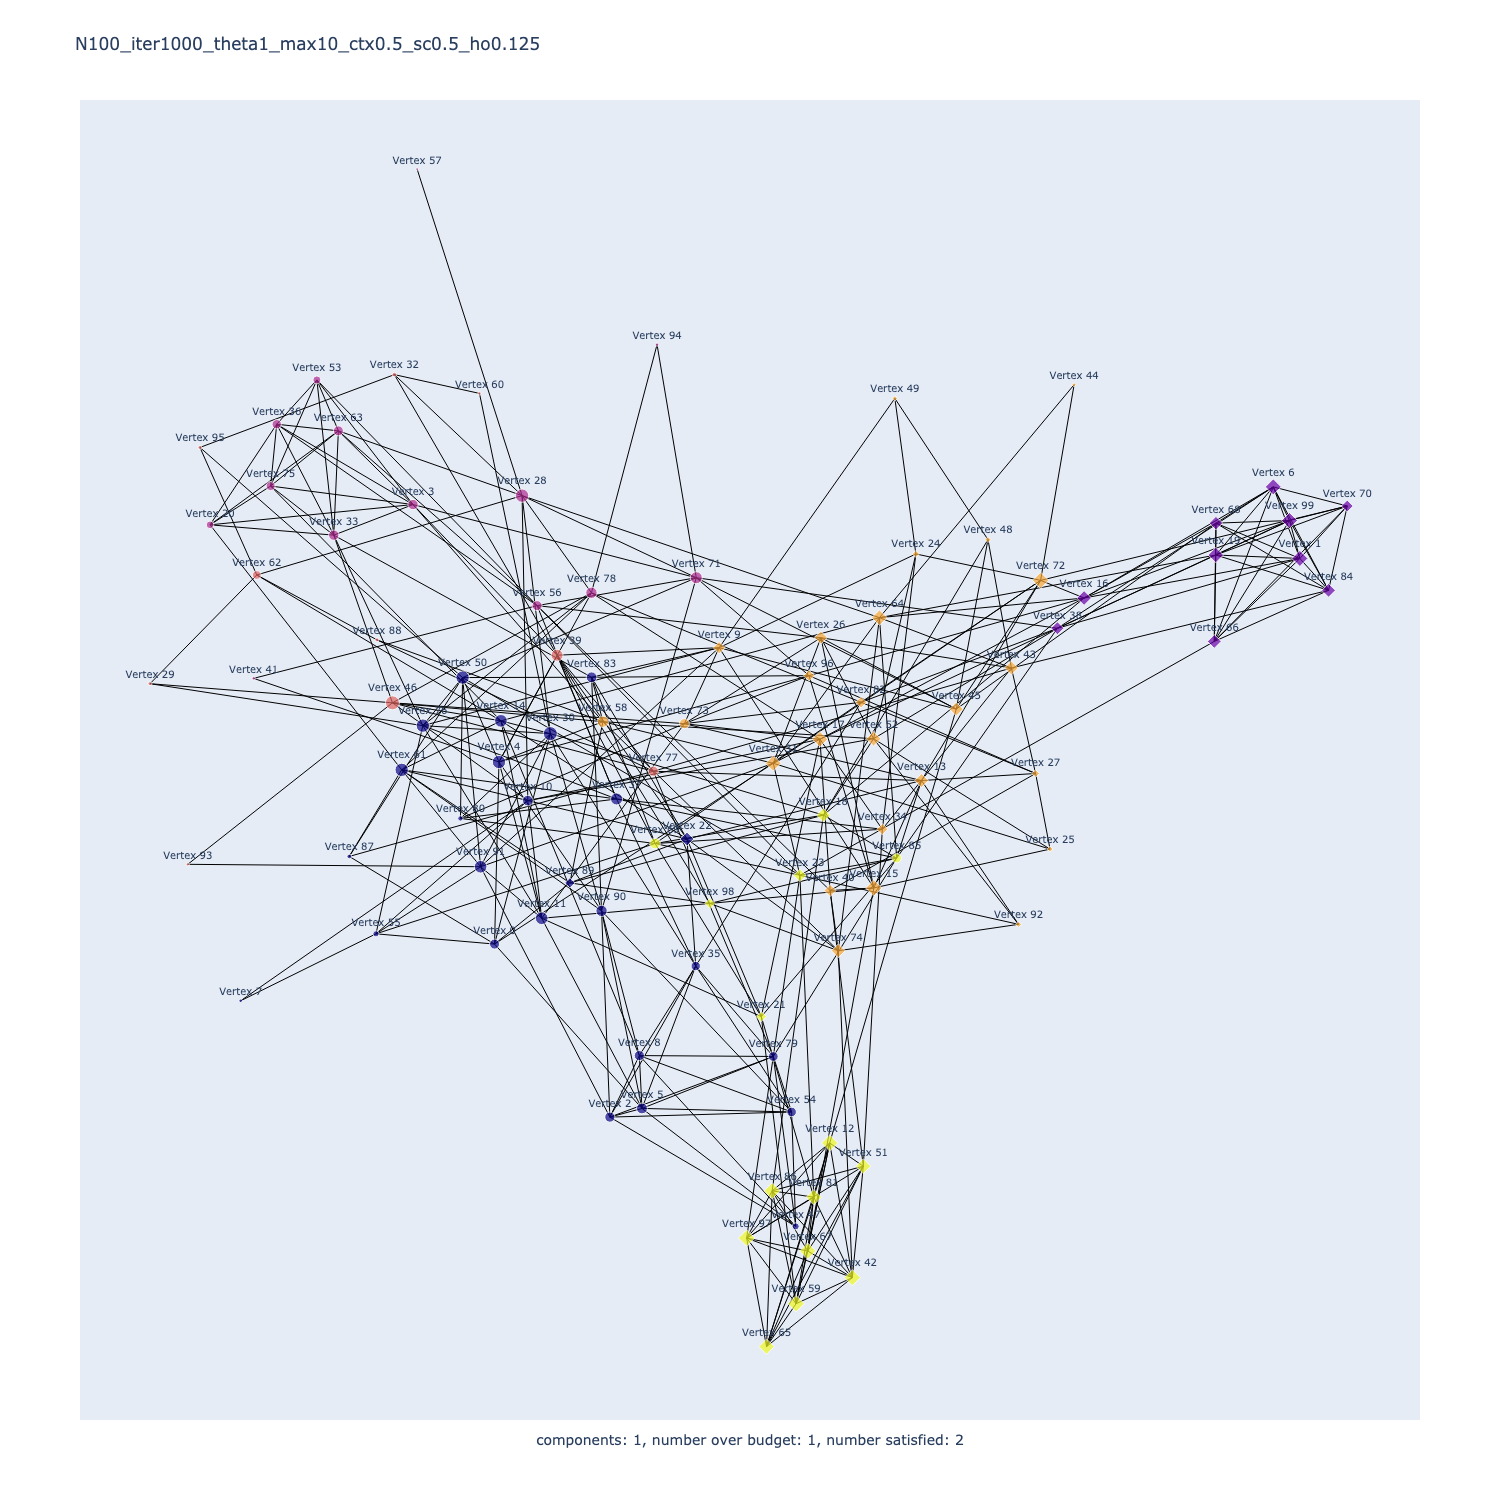 N100_iter1000_theta1_max10_ctx0.5_sc0.5_ho0.125
Vertex 57
Vertex 94
Vertex 53
Vertex 32
Vertex 44
Vertex 60
Vertex 49
Vertex 36
Vertex 63
Vertex 95
Vertex 6
Vertex 75
Vertex 28
Vertex 3
Vertex 70
Vertex 99
Vertex 20
Vertex 33
Vertex 48
Vertex 19
Vertex 1
Vertex 24
Vertex 62
Vertex 71
Vertex 72
Vertex 84
Vertex 78
Vertex 16
Vertex 56
Vertex 64
Vertex 38
Vertex 26
Vertex 66
Vertex 88
Vertex 9
Vertex 39
Vertex 43
Vertex 50
Vertex 83
Vertex 96
Vertex 29
Vertex 41
Vertex 46
Vertex 45
Vertex 58
Vertex 14
Vertex 73
Vertex 30
Vertex 17
Vertex 52
Vertex 4
Vertex 61
Vertex 77
Vertex 27
Vertex 13
Vertex 10
Vertex 80
Vertex 18
Vertex 22
Vertex 34
Vertex 25
Vertex 87
Vertex 93
Vertex 85
Vertex 23
Vertex 89
Vertex 40
Vertex 15
Vertex 98
Vertex 90
Vertex 11
Vertex 92
Vertex 55
Vertex 74
Vertex 35
Vertex 7
Vertex 21
Vertex 8
Vertex 79
Vertex 5
Vertex 2
Vertex 54
Vertex 12
Vertex 51
Vertex 81
Vertex 47
Vertex 97
Vertex 67
Vertex 42
Vertex 59
Vertex 65
components: 1, number over budget: 1, number satisfied: 2